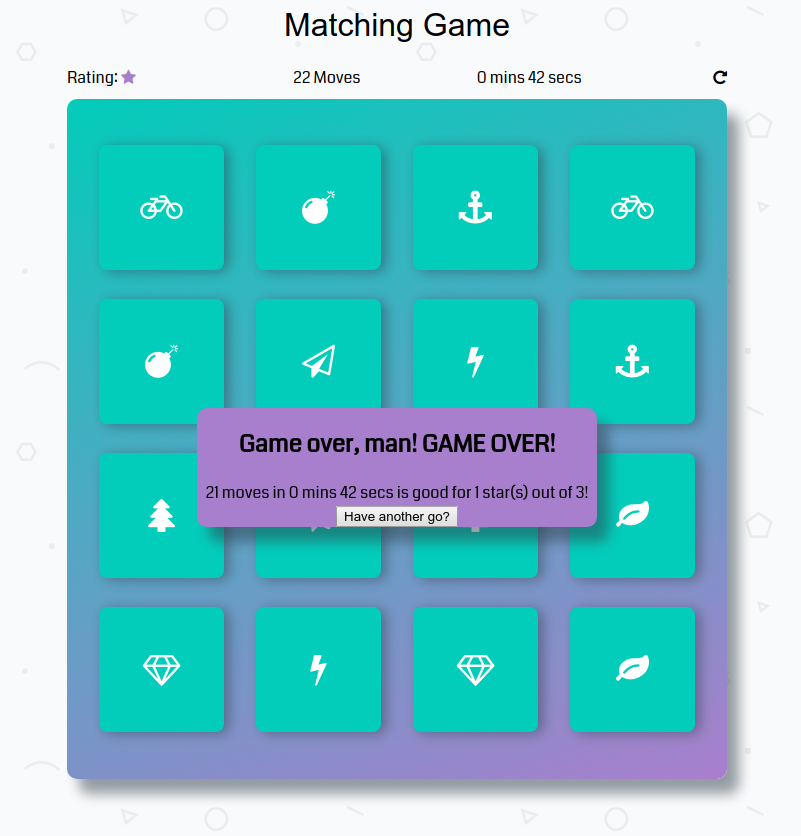 Matching Game
Rating: 22 Moves 0 mins 42 secs
Game over, man! GAME OVER!
21 moves in 0 mins 42 secs is good for 1 star(s) out of 3!
Have another go?